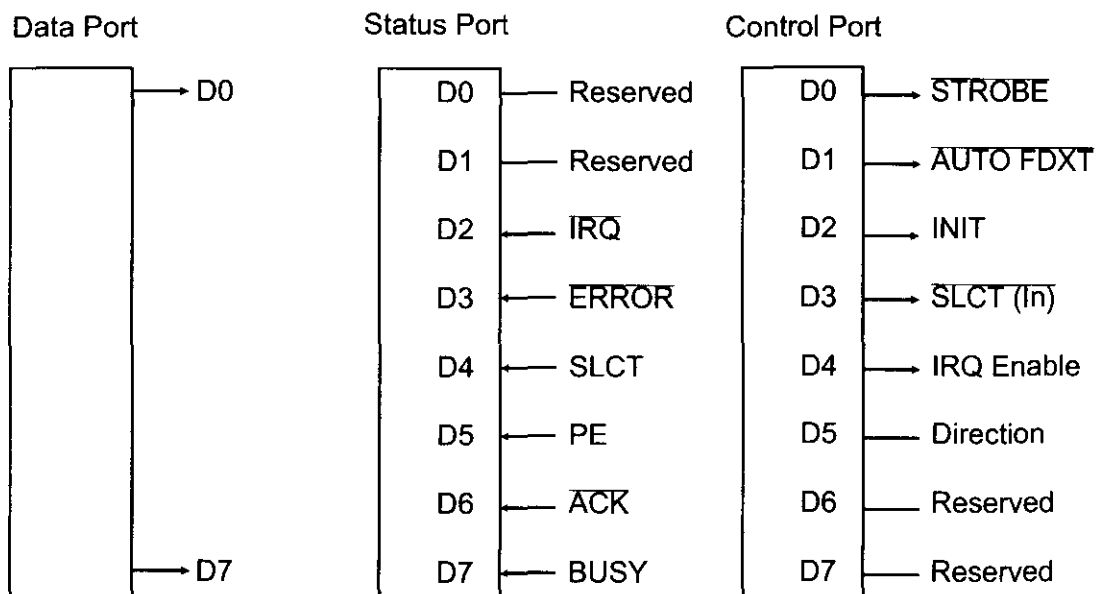 Data Port
D0
D7
Status Port
D0 Reserved
D1 Reserved
D2 IRQ
D3 ERROR
D4 SLCT
D5 PE
D6 ACK
D7 BUSY
Control Port
D0 STROBE
D1 AUTO FDXT
D2 INIT
D3 SLCT (In)
D4 IRQ Enable
D5 Direction
D6 Reserved
D7 Reserved